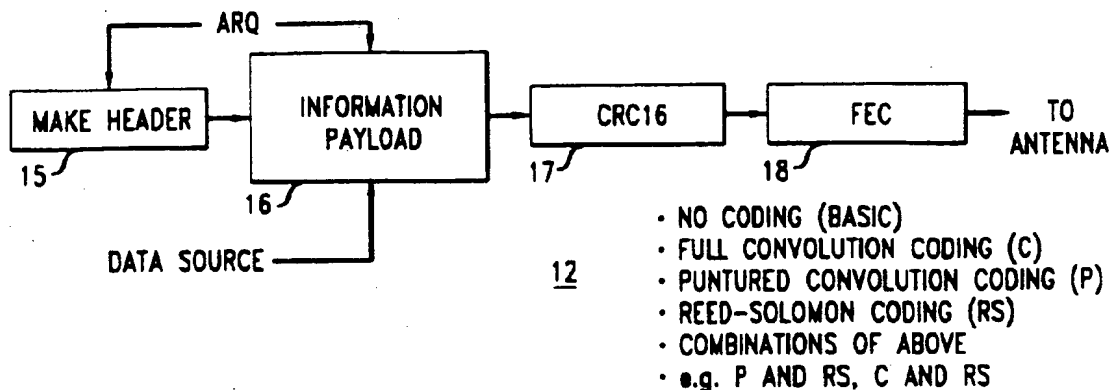 ARQ
MAKE HEADER
INFORMATION
PAYLOAD
CRC16
FEC
TO
ANTENNA
15
16
17
18
DATA SOURCE
12
· NO CODING (BASIC)
· FULL CONVOLUTION CODING (C)
· PUNTURED CONVOLUTION CODING (P)
· REED-SOLOMON CODING (RS)
· COMBINATIONS OF ABOVE
· e.g. P AND RS, C AND RS